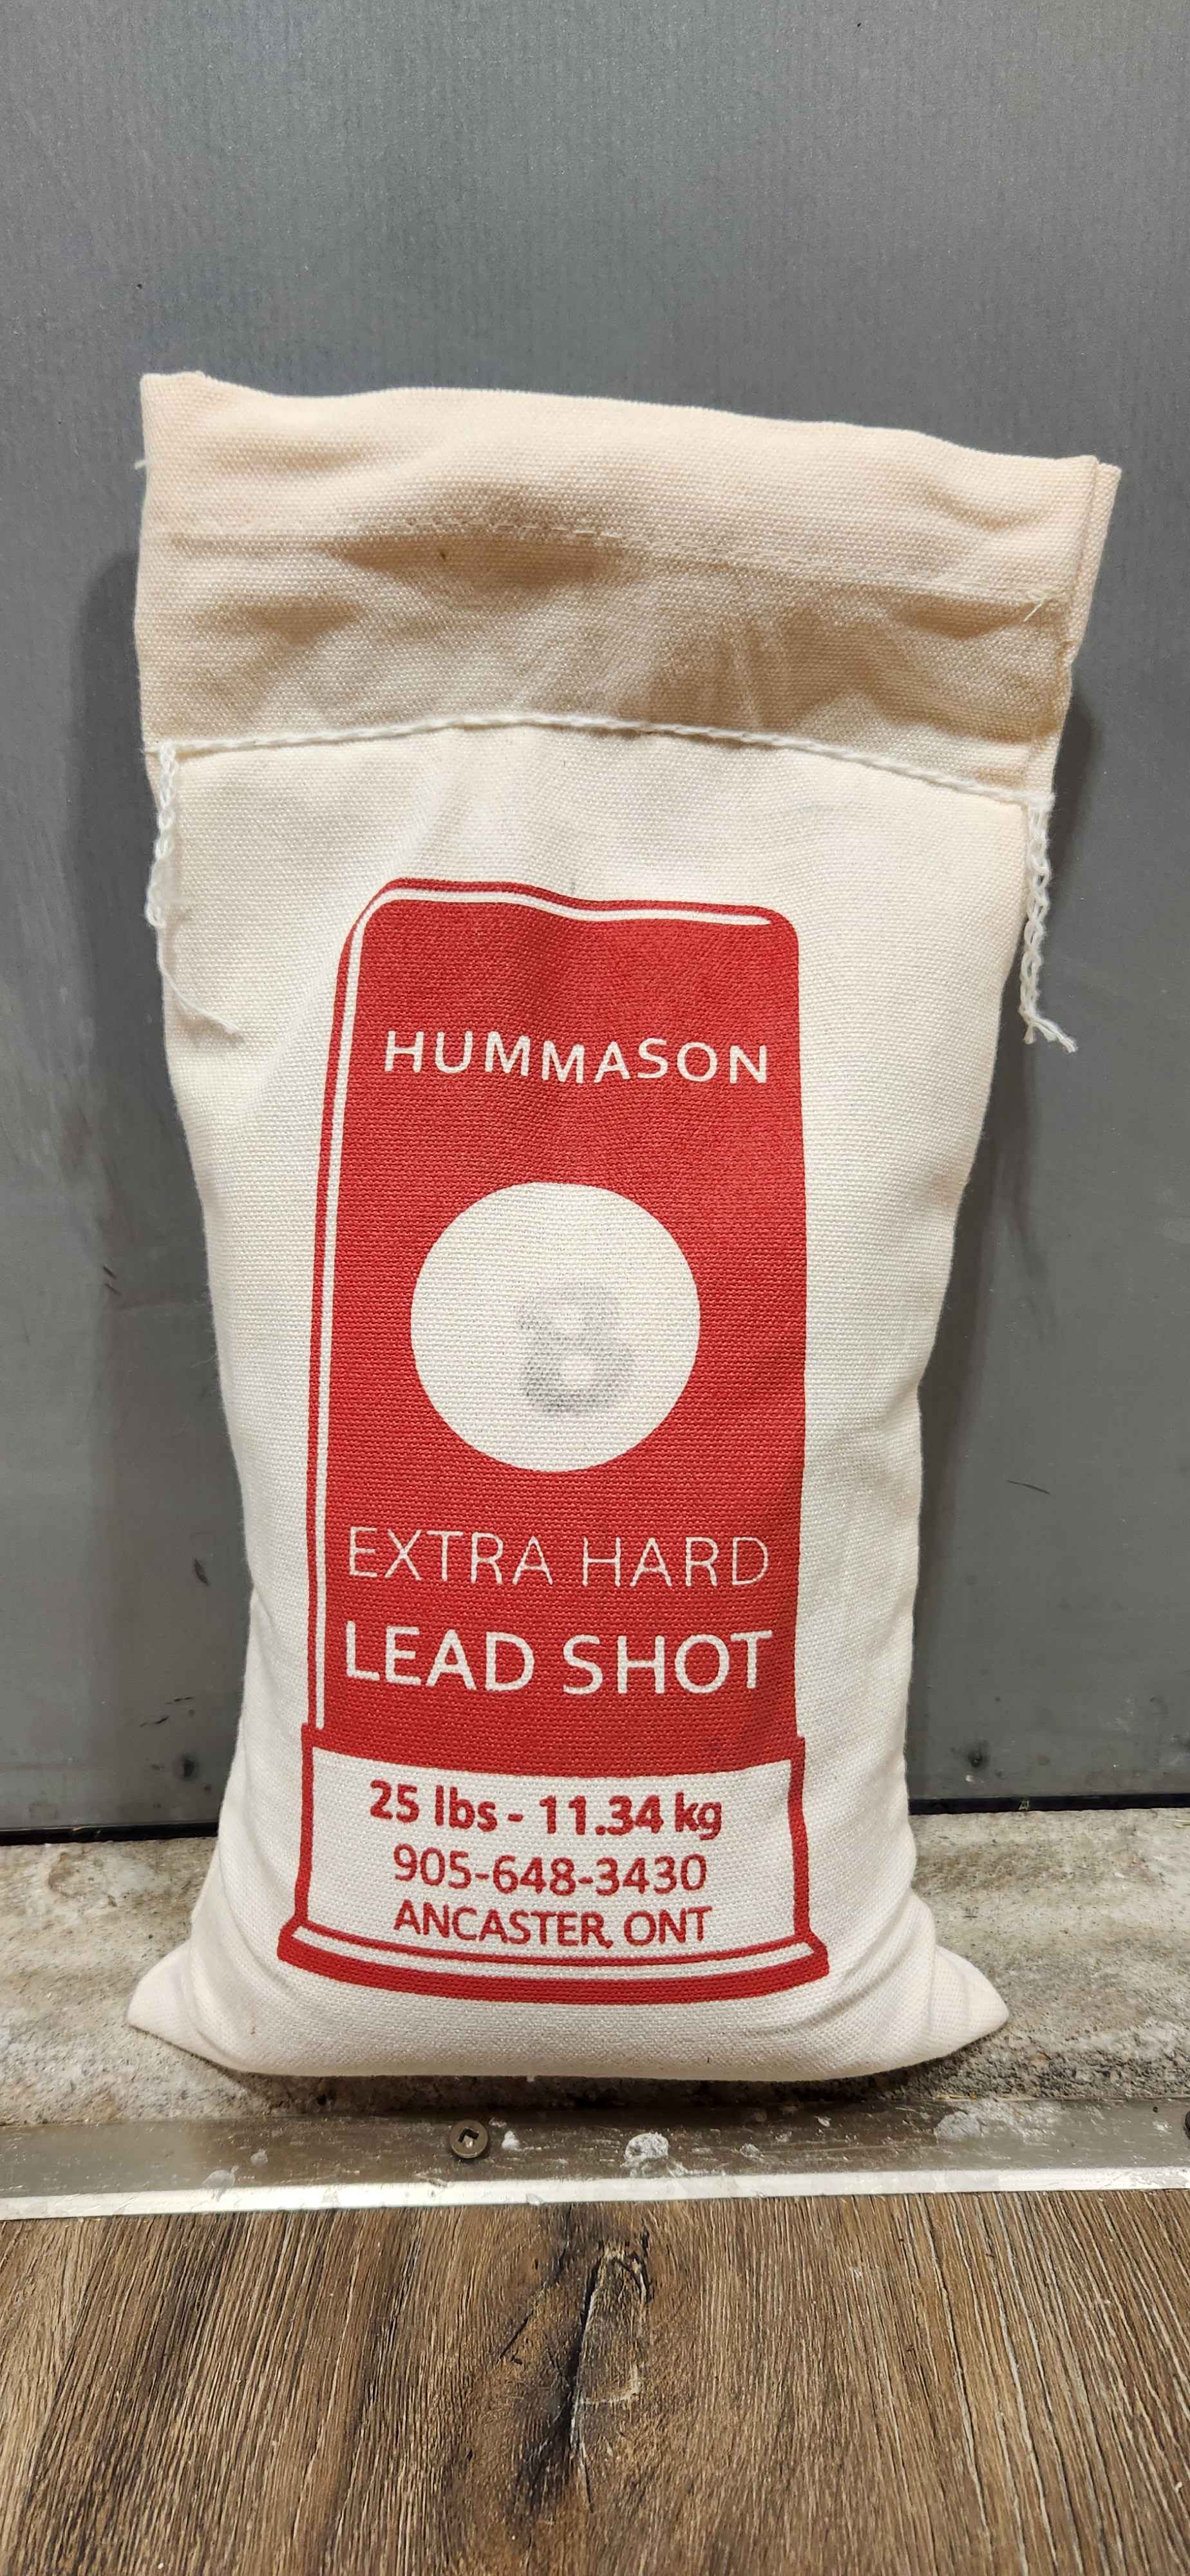 HUMMASON
8
EXTRA HARD
LEAD SHOT
25 lbs - 11.34 kg
905-648-3430
ANCASTER, ONT